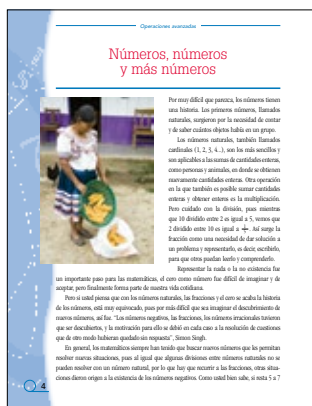 Operaciones avanzadas
Números, números
y más números
Por muy difícil que parezca, los números tienen
una historia. Los primeros números, llamados
naturales, surgieron por la necesidad de contar
y de saber cuántos objetos había en un grupo.
Los números naturales, también llamados
cardinales (1, 2, 3, 4...), son los más sencillos y
son aplicables a las sumas de cantidades enteras,
como personas y animales, en donde se obtienen
nuevamente cantidades enteras. Otra operación
en la que también es posible sumar cantidades
enteras y obtener enteros es la multiplicación.
Pero cuidado con la división, pues mientras
que 10 dividido entre 2 es igual a 5, vemos que
2 dividido entre 10 es igual a 1/5. Así surge la
fracción como una necesidad de dar solución a
un problema y representarlo, es decir, escribirlo,
para que otros puedan leerlo y comprenderlo.
Representar la nada o la no existencia fue
un importante paso para las matemáticas, el cero como número fue difícil de imaginar y de
aceptar, pero finalmente forma parte de nuestra vida cotidiana.
Pero si usted piensa que con los números naturales, las fracciones y el cero se acaba la historia
de los números, está muy equivocado, pues por más difícil que sea imaginar el descubrimiento de
nuevos números, así fue. "Los números negativos, las fracciones, los números irracionales tuvieron
que ser descubiertos, y la motivación para ello se debió en cada caso a la resolución de cuestiones
que de otro modo hubieran quedado sin respuesta", Simon Singh.
En general, los matemáticos siempre han tenido que buscar nuevos números que les permitan
resolver nuevas situaciones, pues al igual que algunas divisiones entre números naturales no se
pueden resolver con un número natural, por lo que hay que recurrir a las fracciones, otras situa-
ciones dieron origen a la existencia de los números negativos. Como usted bien sabe, si resta 5 a 7
4